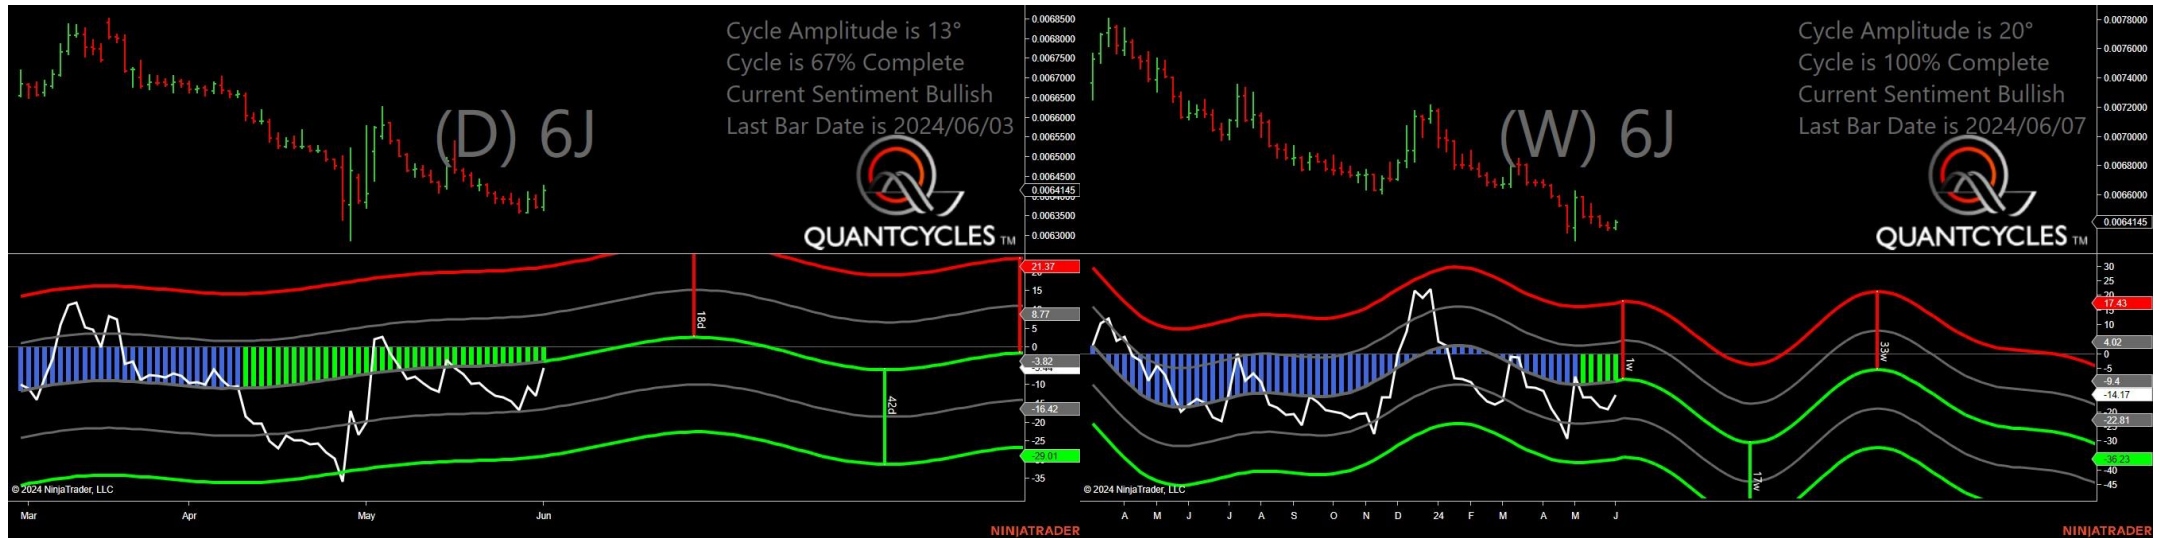 Cycle Amplitude is 13°
Cycle is 67% Complete
Current Sentiment Bullish
Last Bar Date is 2024/06/03
(D) 6J
QUANTCYCLES TM
0.0068500
0.0068000
0.0067500
0.0067000
0.0066500
0.0066000
0.0065500
0.0065000
0.0064500
0.0064145
0.0063500
0.0063000
21.37
15
8.77
5
0
-3.82
-10
-16.42
-20
-25
-29.01
-35
18d
42d
© 2024 NinjaTrader, LLC
Mar
Apr
May
Jun
NINJATRADER
Cycle Amplitude is 20°
Cycle is 100% Complete
Current Sentiment Bullish
Last Bar Date is 2024/06/07
(W) 6J
QUANTCYCLES TM
0.0078000
0.0076000
0.0074000
0.0072000
0.0070000
0.0068000
0.0066000
0.0064145
30
25
17.43
10
4.02
0
-5
-9.4
-14.17
-22.81
-30
-36.23
-40
-45
1w
33w
17w
© 2024 NinjaTrader, LLC
A M J J A S O N D 24 F M A M J
NINJATRADER